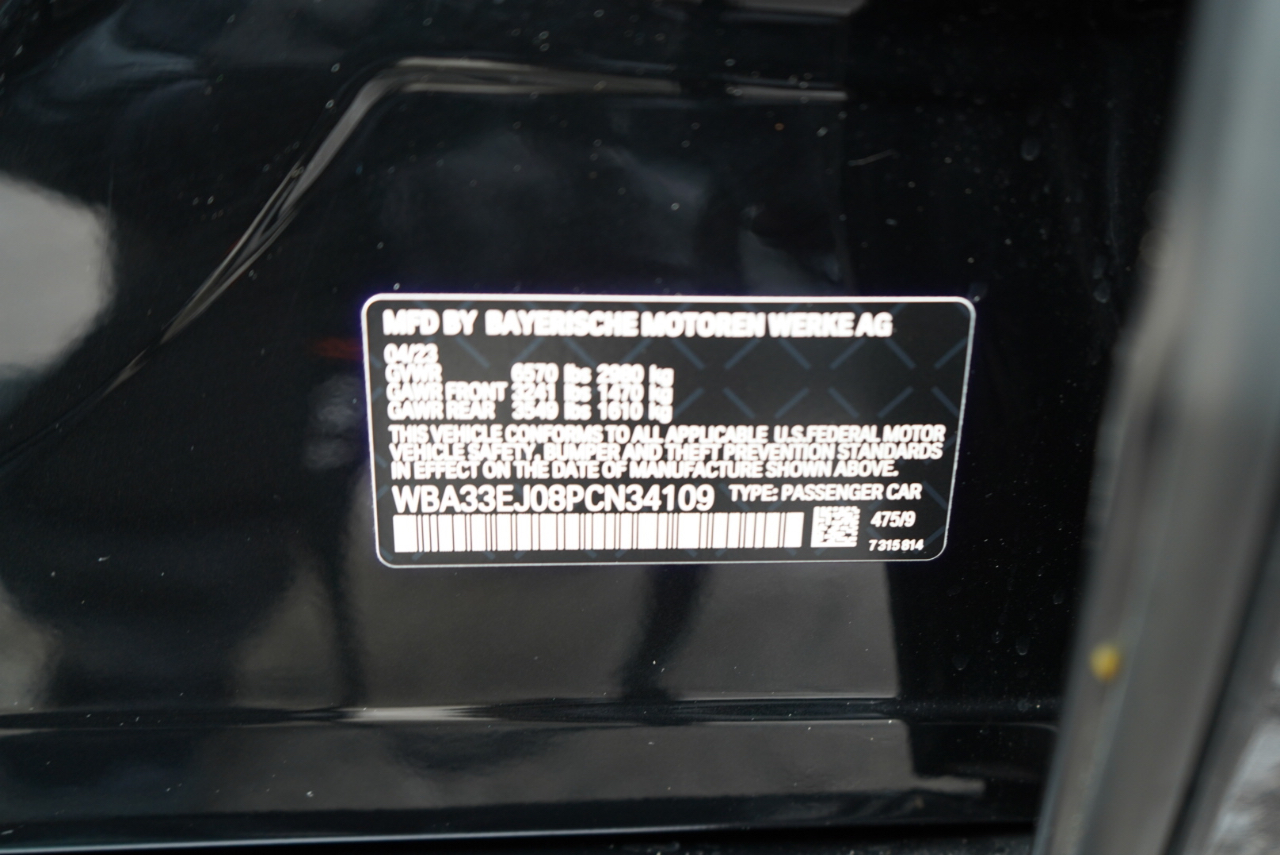 MFD BY BAYERISCHE MOTOREN WERKE AG
04/23
GVWR 6570 lbs 2980 kg
GAWR FRONT 3241 lbs 1470 kg
GAWR REAR 3549 lbs 1610 kg
THIS VEHICLE CONFORMS TO ALL APPLICABLE U.S.FEDERAL MOTOR
VEHICLE SAFETY, BUMPER AND THEFT PREVENTION STANDARDS
IN EFFECT ON THE DATE OF MANUFACTURE SHOWN ABOVE.
WBA33EJ08PCN34109 TYPE: PASSENGER CAR
475/9
7 315 814